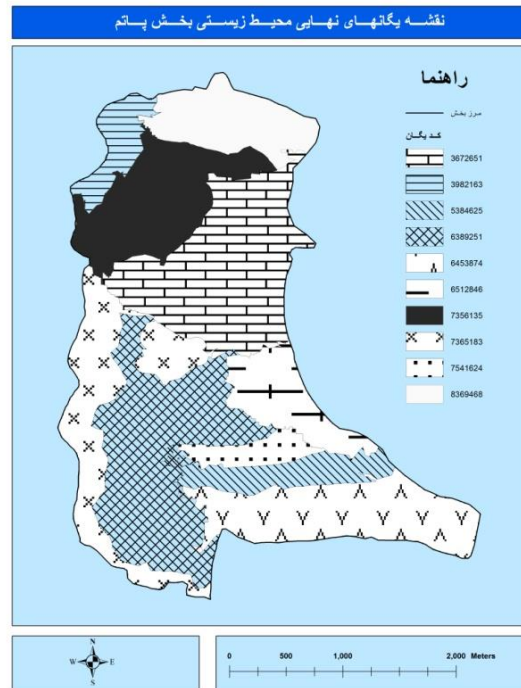 نقشه یگانهای نهایی محیط زیستی بخش پاتم
راهنما
مرز بخش
کد یگان
3672651
3982163
5384625
6389251
6453874
6512846
7356135
7365183
7541624
8369468
N
W E
S
0 500 1,000 2,000 Meters